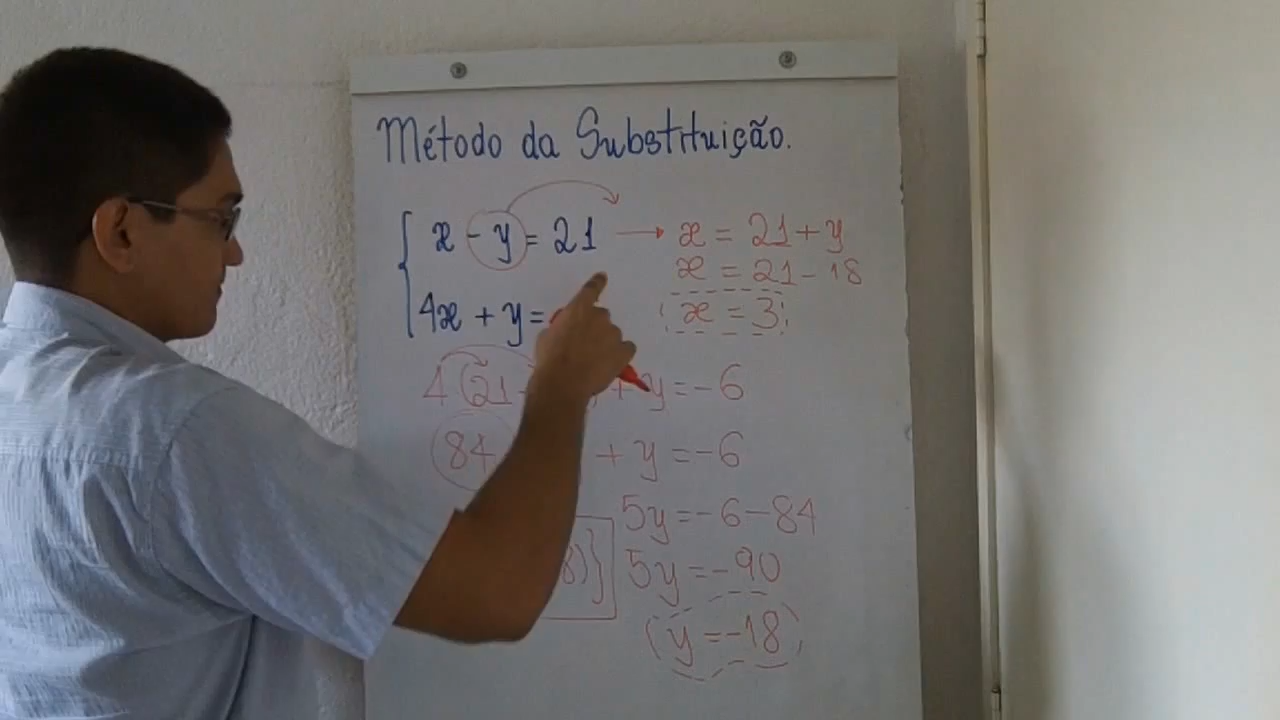 Método da Substituição.
x - y = 21 → x = 21 + y
x = 21 - 18
4x + y =
x = 3
4(21 + y = -6
84 + y = -6
5y = -6 - 84
8)} 5y = -90
y = -18